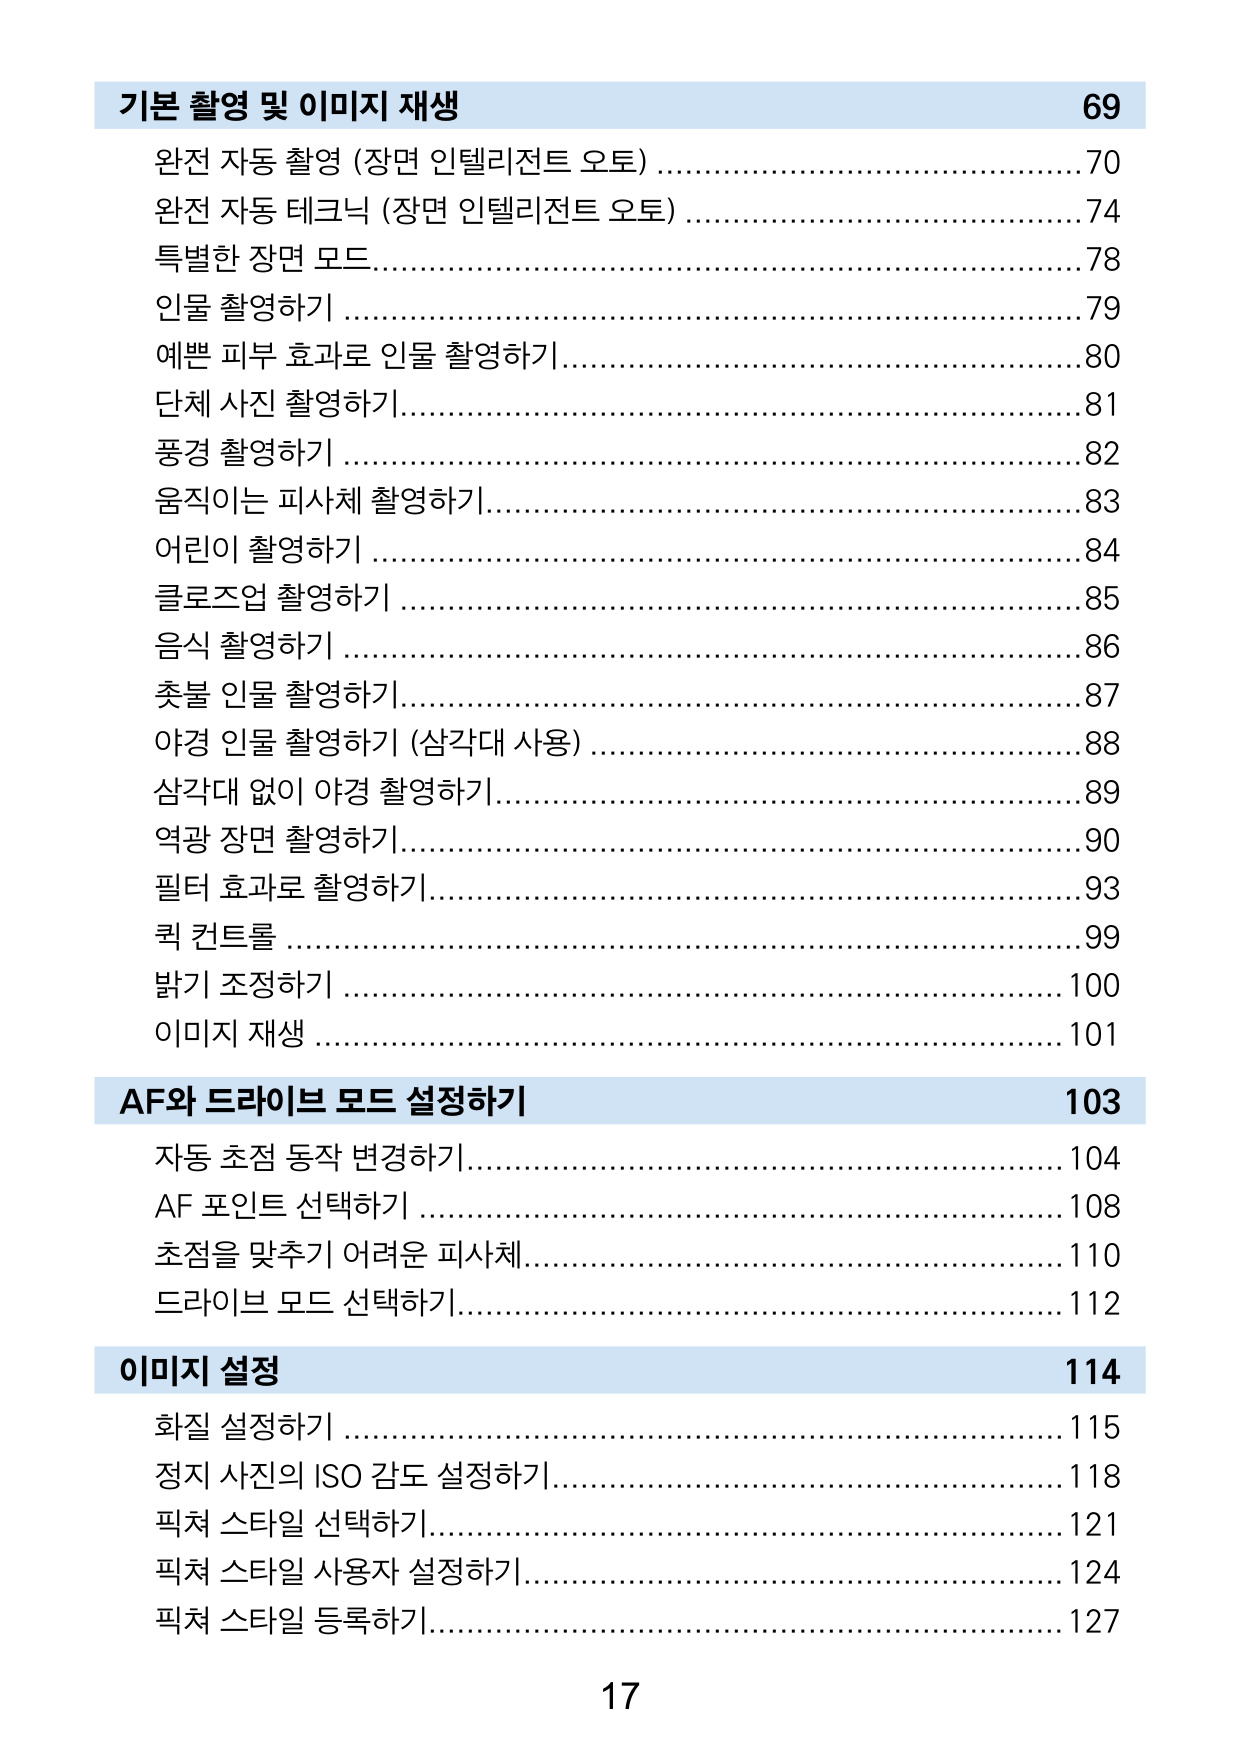 기본 촬영 및 이미지 재생 69
완전 자동 촬영 (장면 인텔리전트 오토) 70
완전 자동 테크닉 (장면 인텔리전트 오토) 74
특별한 장면 모드 78
인물 촬영하기 79
예쁜 피부 효과로 인물 촬영하기 80
단체 사진 촬영하기 81
풍경 촬영하기 82
움직이는 피사체 촬영하기 83
어린이 촬영하기 84
클로즈업 촬영하기 85
음식 촬영하기 86
촛불 인물 촬영하기 87
야경 인물 촬영하기 (삼각대 사용) 88
삼각대 없이 야경 촬영하기 89
역광 장면 촬영하기 90
필터 효과로 촬영하기 93
퀵 컨트롤 99
밝기 조정하기 100
이미지 재생 101
AF와 드라이브 모드 설정하기 103
자동 초점 동작 변경하기 104
AF 포인트 선택하기 108
초점을 맞추기 어려운 피사체 110
드라이브 모드 선택하기 112
이미지 설정 114
화질 설정하기 115
정지 사진의 ISO 감도 설정하기 118
픽쳐 스타일 선택하기 121
픽쳐 스타일 사용자 설정하기 124
픽쳐 스타일 등록하기 127
17